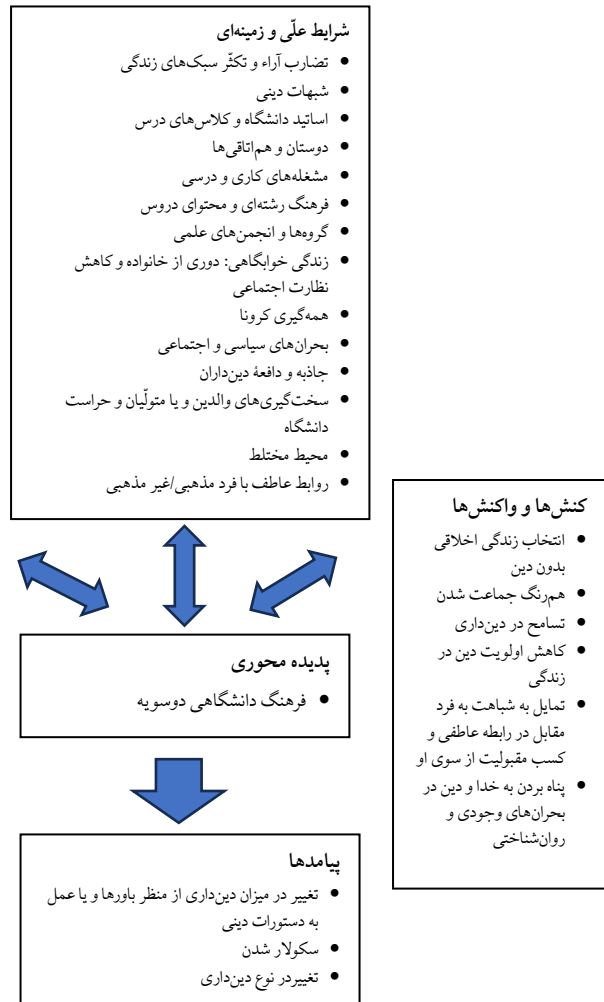 شرایط علّی و زمینه‌ای
● تضارب آراء و تکثّر سبک‌های زندگی
● شبهات دینی
● اساتید دانشگاه و کلاس‌های درس
● دوستان و هم‌اتاقی‌ها
● مشغله‌های کاری و درسی
● فرهنگ رشته‌ای و محتوای دروس
● گروه‌ها و انجمن‌های علمی
● زندگی خوابگاهی: دوری از خانواده و کاهش
نظارت اجتماعی
● همه‌گیری کرونا
● بحران‌های سیاسی و اجتماعی
● جاذبه و دافعۀ دین‌داران
● سخت‌گیری‌های والدین و یا متولّیان و حراست
دانشگاه
● محیط مختلط
● روابط عاطف با فرد مذهبی/غیر مذهبی
کنش‌ها و واکنش‌ها
● انتخاب زندگی اخلاقی
بدون دین
● هم‌رنگ جماعت شدن
● تسامح در دین‌داری
● کاهش اولویت دین در
زندگی
● تمایل به شباهت به فرد
مقابل در رابطه عاطفی و
کسب مقبولیت از سوی او
● پناه بردن به خدا و دین در
بحران‌های وجودی و
روان‌شناختی
پدیده محوری
● فرهنگ دانشگاهی دوسویه
پیامدها
● تغییر در میزان دین‌داری از منظر باورها و یا عمل
به دستورات دینی
● سکولار شدن
● تغییردر نوع دین‌داری